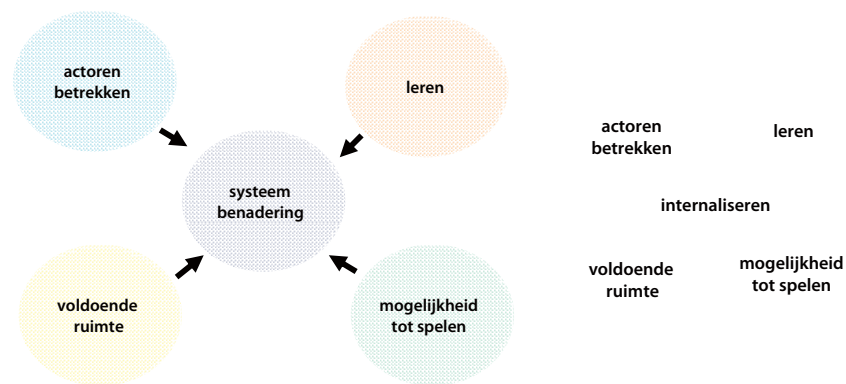 actoren
betrekken
leren
systeem
benadering
voldoende
ruimte
mogelijkheid
tot spelen
actoren
betrekken
leren
internaliseren
voldoende
ruimte
mogelijkheid
tot spelen